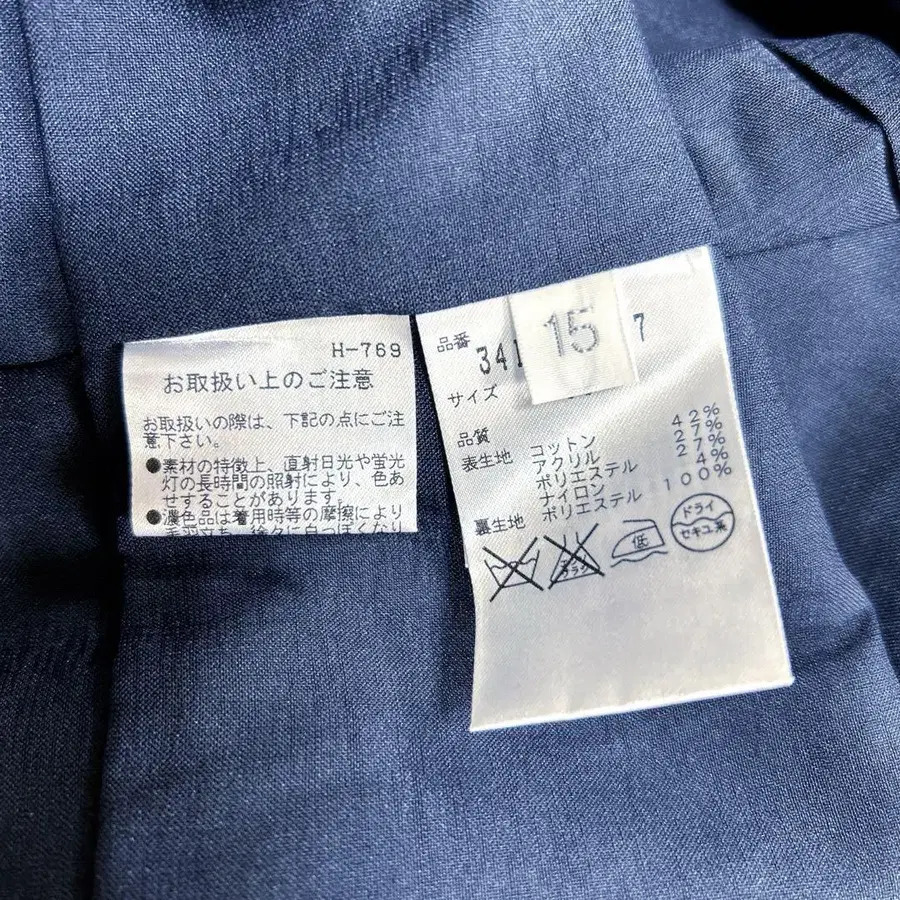 H-769
お取扱い上のご注意
お取扱いの際は、下記の点にご注
意下さい。
●素材の特徴上、直射日光や蛍光
灯の長時間の照射により、色あ
せすることがあります。
●濃色品は着用時等の摩擦により
品番
341
15
7
サイズ
品質
表生地 コットン 42%
アクリル 27%
ポリエステル 27%
ナイロン 4%
裏生地 ポリエステル 100%
低
ドライ
セキユ系